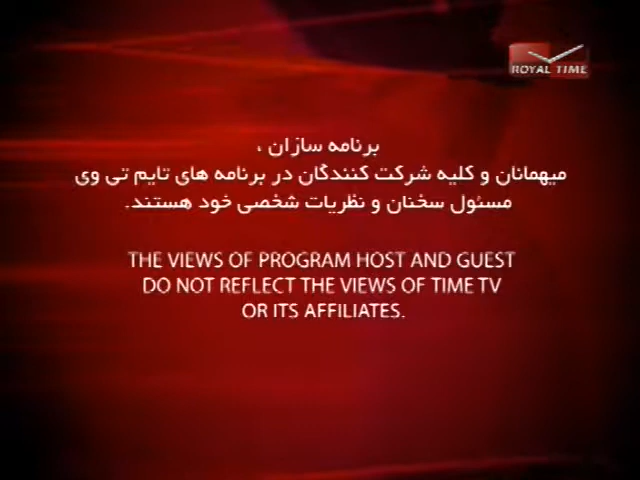 ROYAL TIME
برنامه سازان ،
میهمانان و کلیه شرکت کنندگان در برنامه های تایم تی وی
مسئول سخنان و نظریات شخصی خود هستند.
THE VIEWS OF PROGRAM HOST AND GUEST
DO NOT REFLECT THE VIEWS OF TIME TV
OR ITS AFFILIATES.